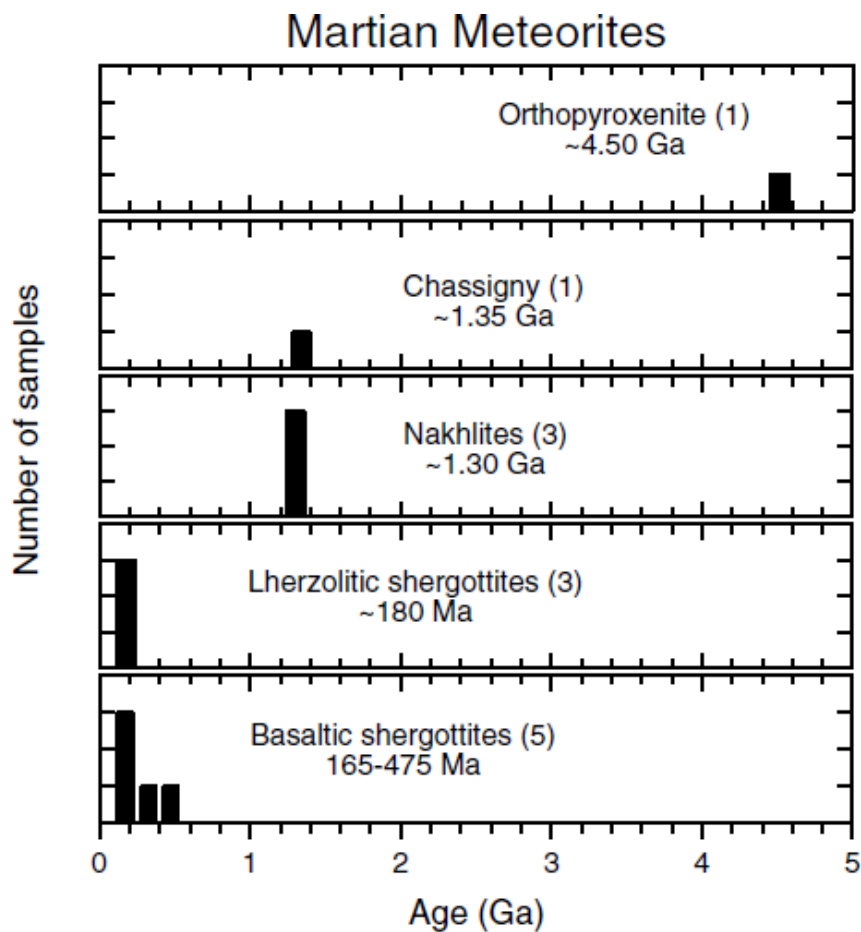 Martian Meteorites
Orthopyroxenite (1)
~4.50 Ga
Chassigny (1)
~1.35 Ga
Nakhlites (3)
~1.30 Ga
Lherzolitic shergottites (3)
~180 Ma
Basaltic shergottites (5)
165-475 Ma
Number of samples
0 1 2 3 4 5
Age (Ga)